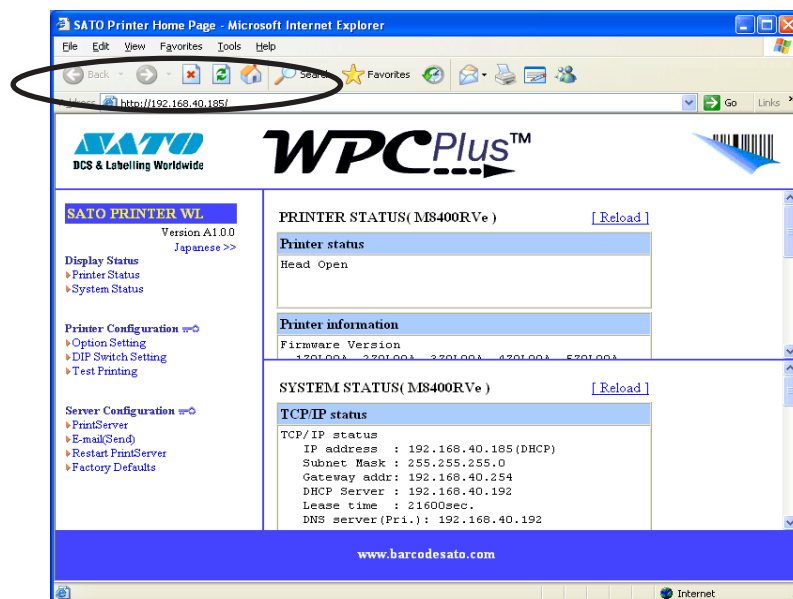 SATO Printer Home Page - Microsoft Internet Explorer
File Edit View Favorites Tools Help
Back Search Favorites
Address http://192.168.40.185/ Go Links »
SATO
DCS & Labelling Worldwide
WPCPlus™
SATO PRINTER WL
Version A1.0.0
Japanese >>
Display Status
Printer Status
System Status
Printer Configuration
Option Setting
DIP Switch Setting
Test Printing
Server Configuration
PrintServer
E-mail(Send)
Restart PrintServer
Factory Defaults
PRINTER STATUS( M8400RVe ) [ Reload ]
Printer status
Head Open
Printer information
Firmware Version
SYSTEM STATUS( M8400RVe ) [ Reload ]
TCP/IP status
TCP/IP status
IP address : 192.168.40.185(DHCP)
Subnet Mask : 255.255.255.0
Gateway addr: 192.168.40.254
DHCP Server : 192.168.40.192
Lease time : 21600sec.
DNS server(Pri.): 192.168.40.192
www.barcodesato.com
Internet